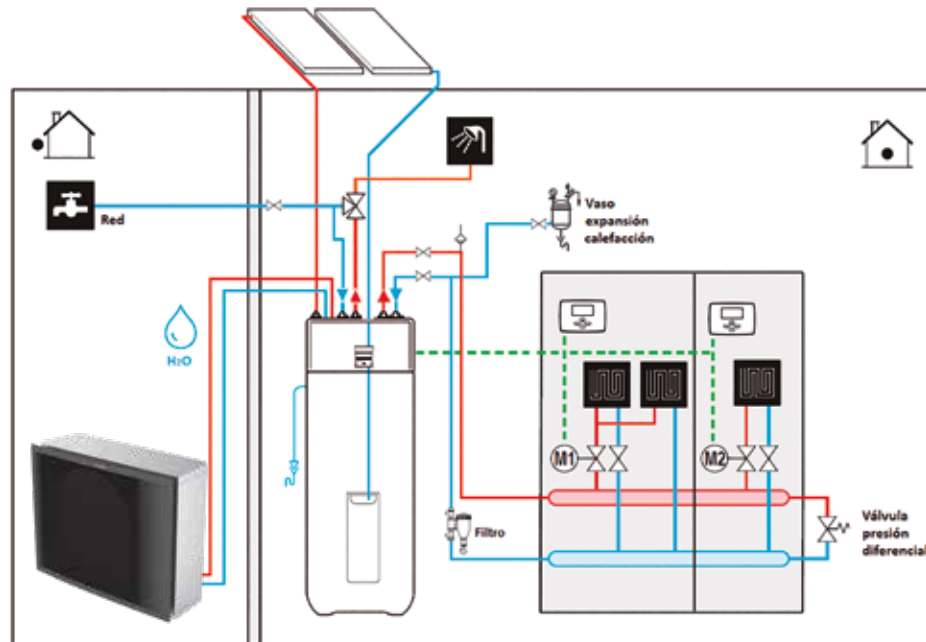 Red
Vaso
expansión
calefacción
H₂O
M1
M2
Filtro
Válvula
presión
diferencial